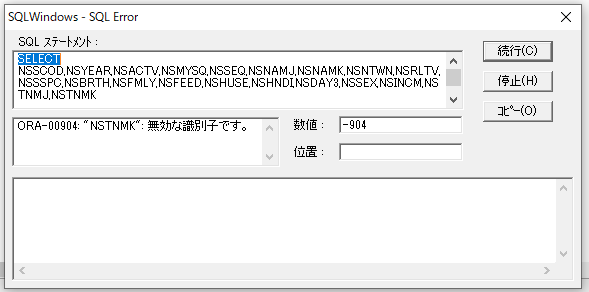 SQLWindows - SQL Error
SQL ステートメント：
SELECT
NSSCOD,NSYEAR,NSACTV,NSMYSQ,NSSEQ,NSNAMJ,NSNAMK,NSNTWN,NSRLTV,
NSSSPC,NSBRTH,NSFMLY,NSFEED,NSHUSE,NSHNDI,NSDAY3,NSSEX,NSINCM,NS
TNMJ,NSTNMK
続行(C)
停止(H)
ｺﾋﾟｰ(O)
ORA-00904: "NSTNMK": 無効な識別子です。
数値： -904
位置：